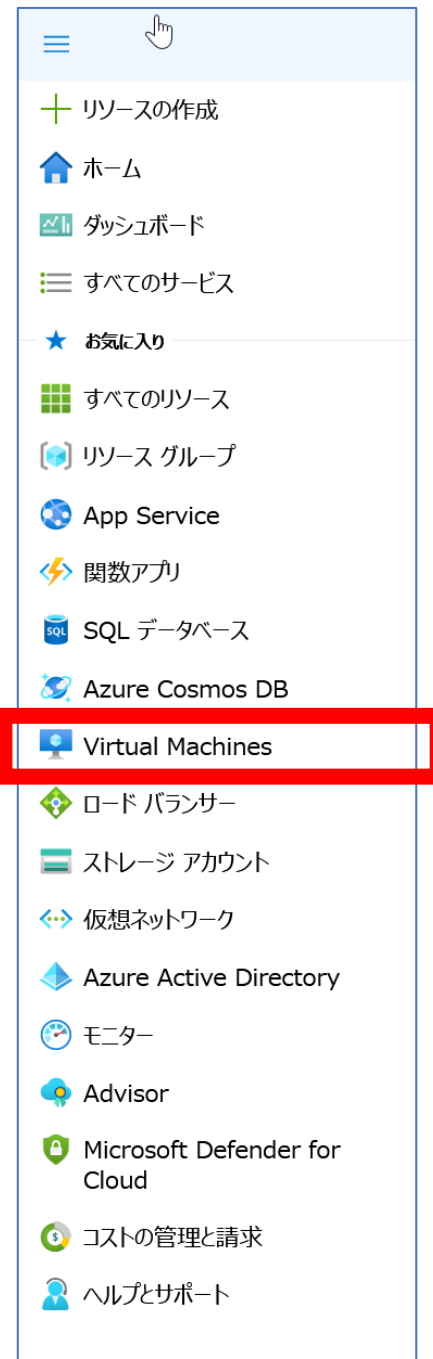 リソースの作成
ホーム
ダッシュボード
すべてのサービス
お気に入り
すべてのリソース
リソース グループ
App Service
関数アプリ
SQL データベース
Azure Cosmos DB
Virtual Machines
ロード バランサー
ストレージ アカウント
仮想ネットワーク
Azure Active Directory
モニター
Advisor
Microsoft Defender for
Cloud
コストの管理と請求
ヘルプとサポート